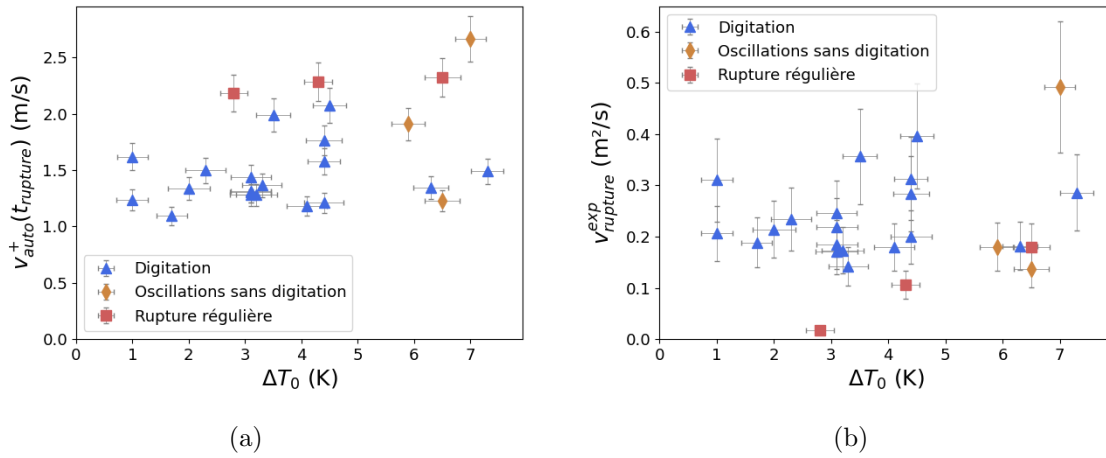 v⁺auto(t_rupture) (m/s)
2.5
2.0
1.5
1.0
0.5
0.0
Digitation
Oscillations sans digitation
Rupture régulière
0 1 2 3 4 5 6 7
ΔT₀ (K)
(a)
v^exp_rupture (m²/s)
0.6
0.5
0.4
0.3
0.2
0.1
0.0
Digitation
Oscillations sans digitation
Rupture régulière
0 1 2 3 4 5 6 7
ΔT₀ (K)
(b)